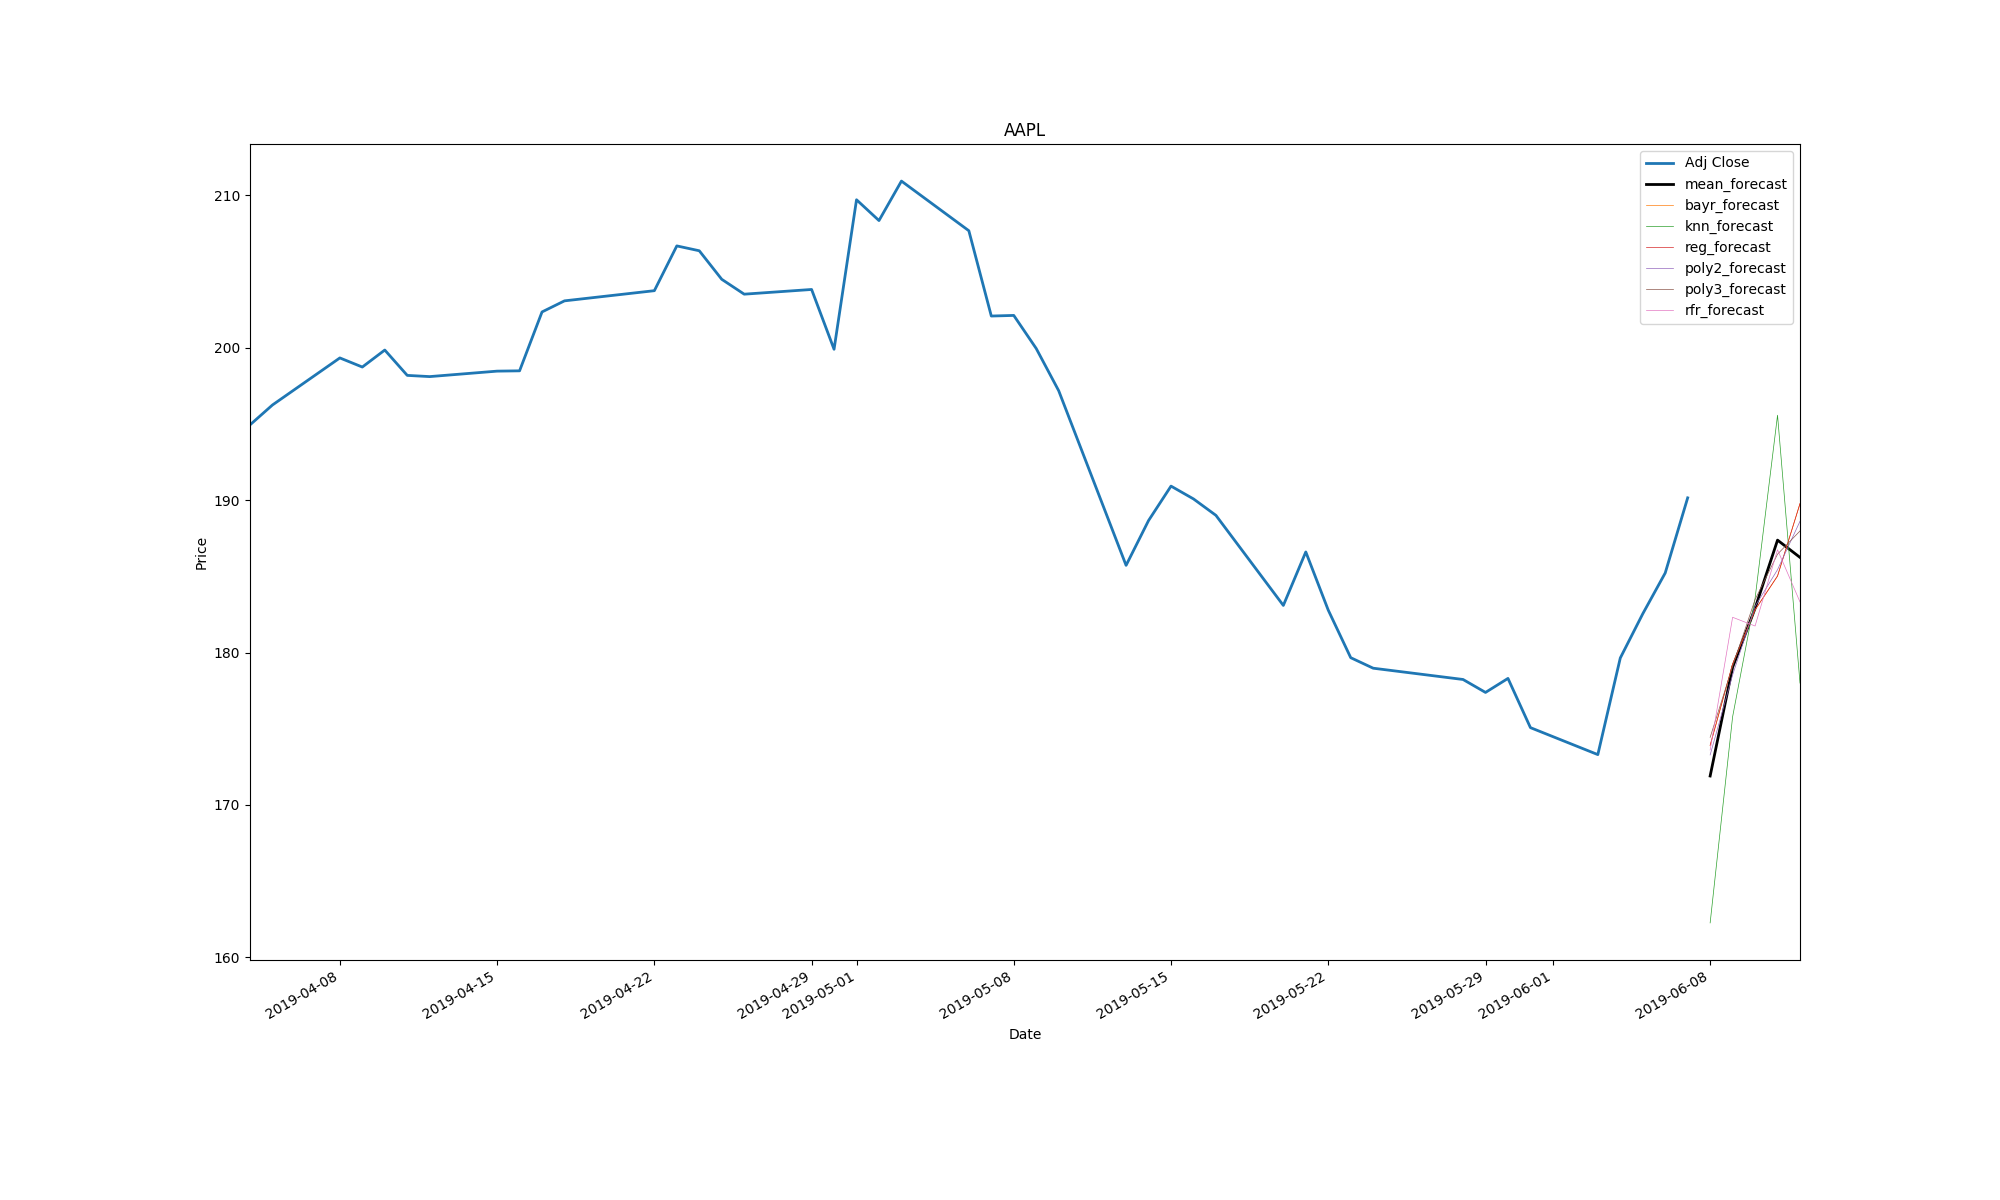 AAPL
Adj Close
mean_forecast
bayr_forecast
knn_forecast
reg_forecast
poly2_forecast
poly3_forecast
rfr_forecast
210
200
190
180
170
160
Price
2019-04-08
2019-04-15
2019-04-22
2019-04-29
2019-05-01
2019-05-08
2019-05-15
2019-05-22
2019-05-29
2019-06-01
2019-06-08
Date